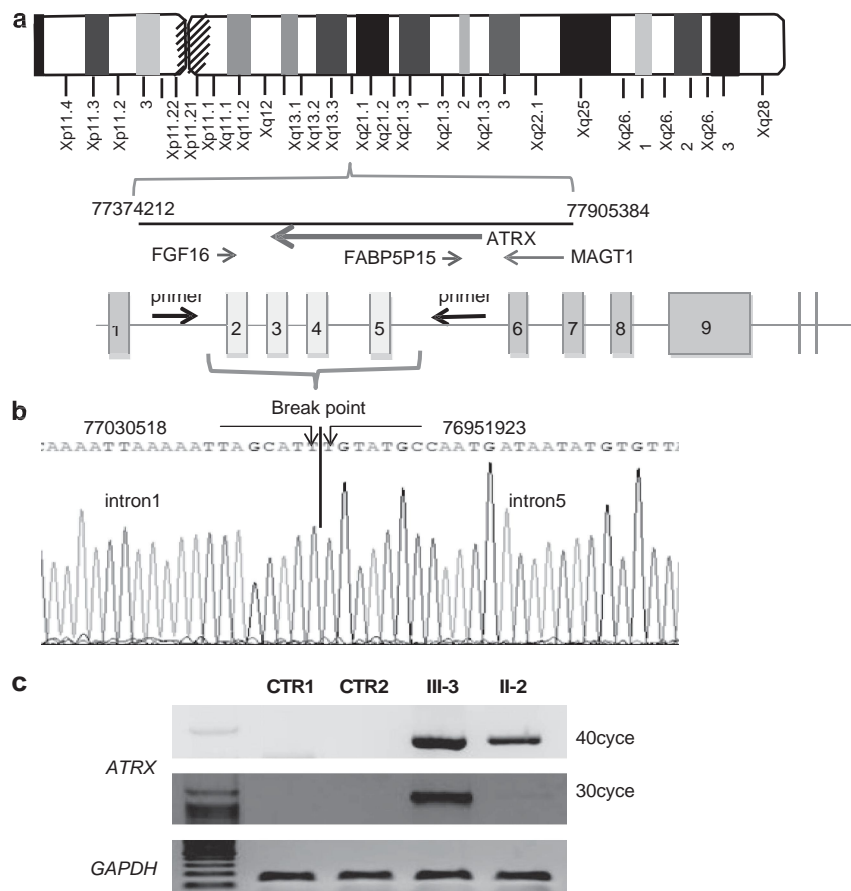 a
Xp11.4 Xp11.3 Xp11.2 3 Xp11.22 Xp11.21 Xp11.1 Xq11.1 Xq11.2 Xq12 Xq13.1 Xq13.2 Xq13.3 Xq21.1 Xq21.2 Xq21.3 1 Xq21.3 2 Xq21.3 3 Xq22.1 Xq25 Xq26. 1 Xq26. 2 Xq26. 3 Xq28
77374212 77905384
ATRX
FGF16 FABP5P15 MAGT1
primer primer
1 2 3 4 5 6 7 8 9
b
Break point
77030518 76951923
CAAAATTAAAAATTAGCATTTGTATGCCAATGATAATATGTGTT
intron1 intron5
c
CTR1 CTR2 III-3 II-2
40cyce
ATRX
30cyce
GAPDH